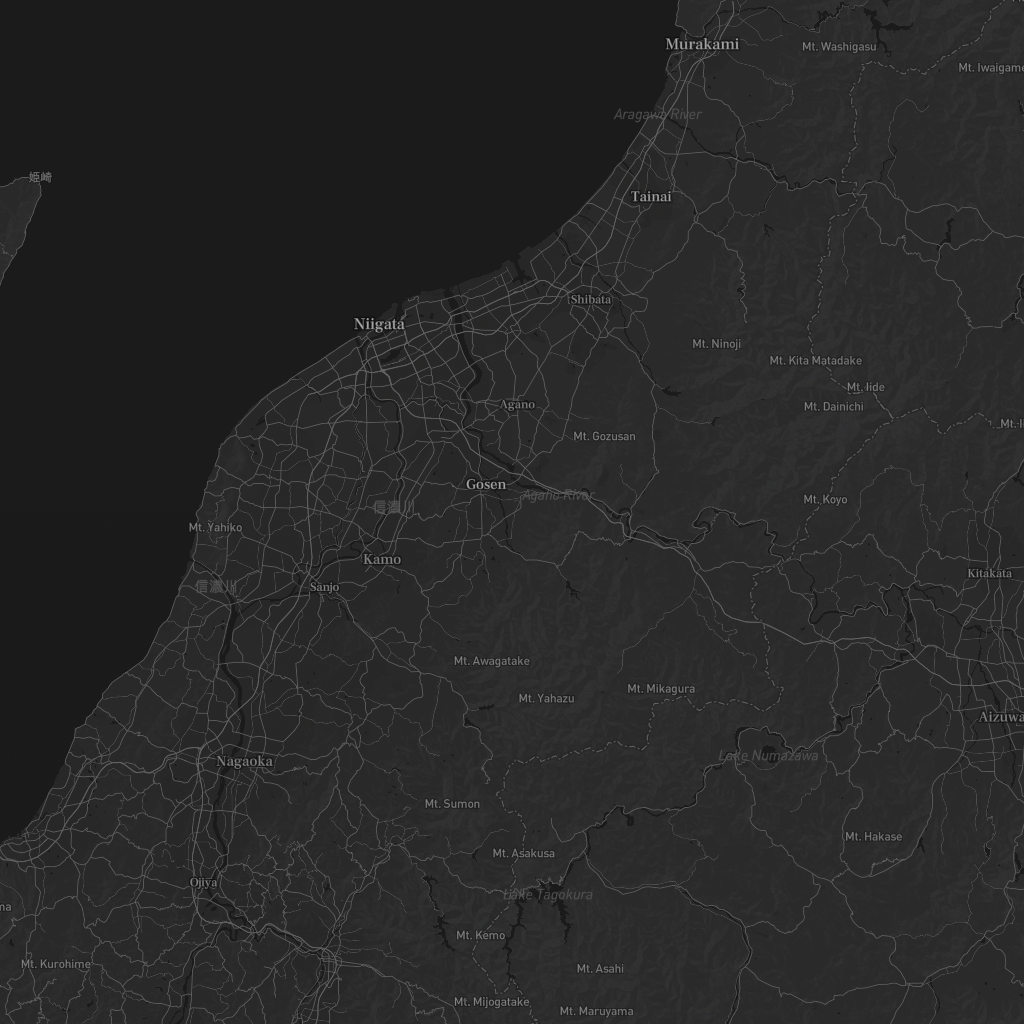 Murakami
Mt. Washigasu
Mt. Iwaigame
Aragawa River
姫崎
Tainai
Shibata
Niigata
Mt. Ninoji
Mt. Kita Matadake
Mt. Iide
Agano
Mt. Dainichi
Mt. Gozusan
Gosen
Agano River
Mt. Koyo
信濃川
Mt. Yahiko
Kamo
Kitakata
信濃川
Sanjo
Mt. Awagatake
Mt. Mikagura
Mt. Yahazu
Aizuwa
Lake Numazawa
Nagaoka
Mt. Sumon
Mt. Hakase
Mt. Asakusa
Ojiya
Lake Tagokura
ma
Mt. Kemo
Mt. Kurohime
Mt. Asahi
Mt. Mijogatake
Mt. Maruyama